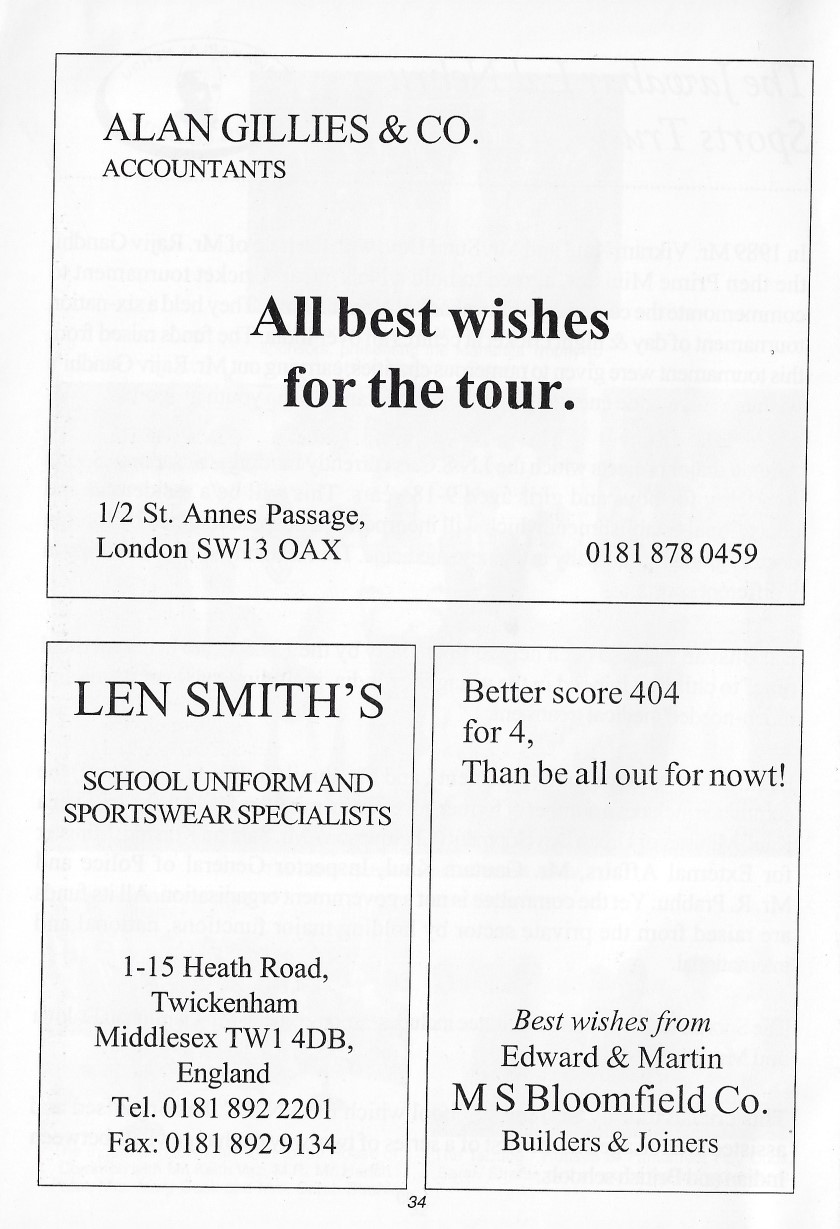 ALAN GILLIES & CO.
ACCOUNTANTS
All best wishes
for the tour.
1/2 St. Annes Passage,
London SW13 OAX
0181 878 0459
LEN SMITH'S
SCHOOL UNIFORM AND
SPORTSWEAR SPECIALISTS
1-15 Heath Road,
Twickenham
Middlesex TW1 4DB,
England
Tel. 0181 892 2201
Fax: 0181 892 9134
Better score 404
for 4,
Than be all out for nowt!
Best wishes from
Edward & Martin
M S Bloomfield Co.
Builders & Joiners
34